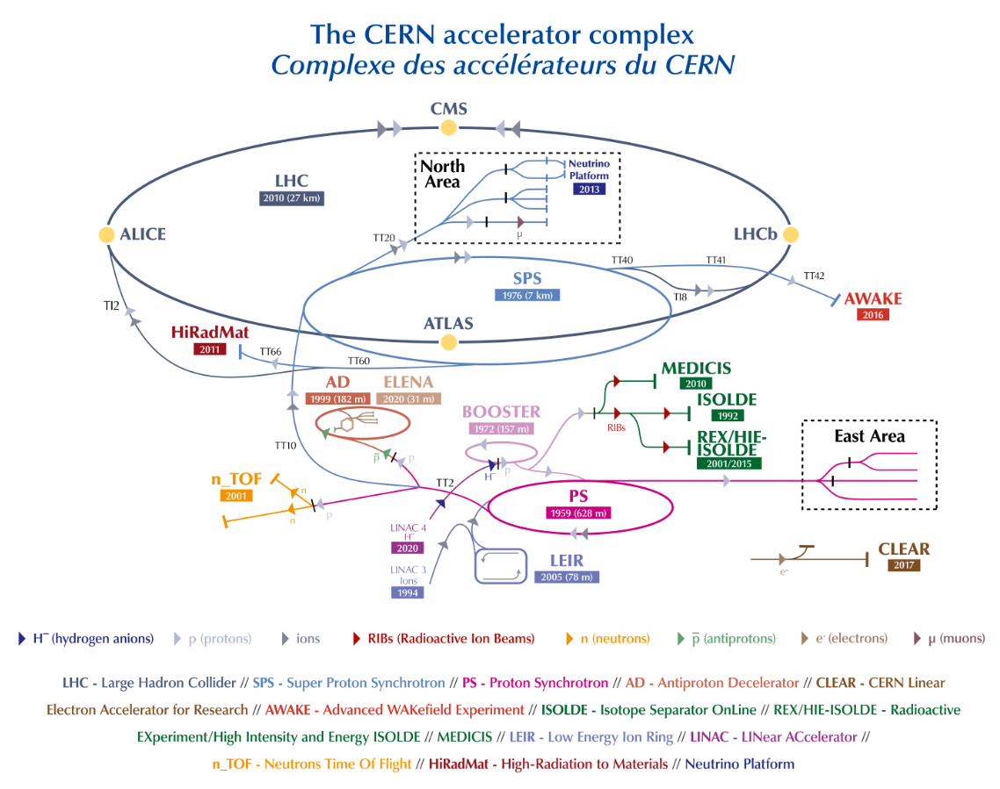 The CERN accelerator complex
Complexe des accélérateurs du CERN
CMS
North
Area
Neutrino
Platform
2013
LHC
2010 (27 km)
μ
ALICE
LHCb
TT20
TT40
TT41
TT42
SPS
1976 (7 km)
TI8
AWAKE
2016
TI2
ATLAS
HiRadMat
2011
TT66
TT60
MEDICIS
2010
AD
1999 (182 m)
ELENA
2020 (31 m)
ISOLDE
1992
BOOSTER
1972 (157 m)
RIBs
REX/HIE-
ISOLDE
2001/2015
East Area
TT10
p̅
p
H⁻
p
n_TOF
2001
n
n
p
TT2
PS
1959 (628 m)
LINAC 4
H⁻
2020
LINAC 3
Ions
1994
LEIR
2005 (78 m)
CLEAR
2017
e⁻
H⁻ (hydrogen anions) p (protons) ions RIBs (Radioactive Ion Beams) n (neutrons) p̅ (antiprotons) e⁻ (electrons) μ (muons)
LHC - Large Hadron Collider // SPS - Super Proton Synchrotron // PS - Proton Synchrotron // AD - Antiproton Decelerator // CLEAR - CERN Linear
Electron Accelerator for Research // AWAKE - Advanced WAKefield Experiment // ISOLDE - Isotope Separator OnLine // REX/HIE-ISOLDE - Radioactive
EXperiment/High Intensity and Energy ISOLDE // MEDICIS // LEIR - Low Energy Ion Ring // LINAC - LINear ACcelerator //
n_TOF - Neutrons Time Of Flight // HiRadMat - High-Radiation to Materials // Neutrino Platform